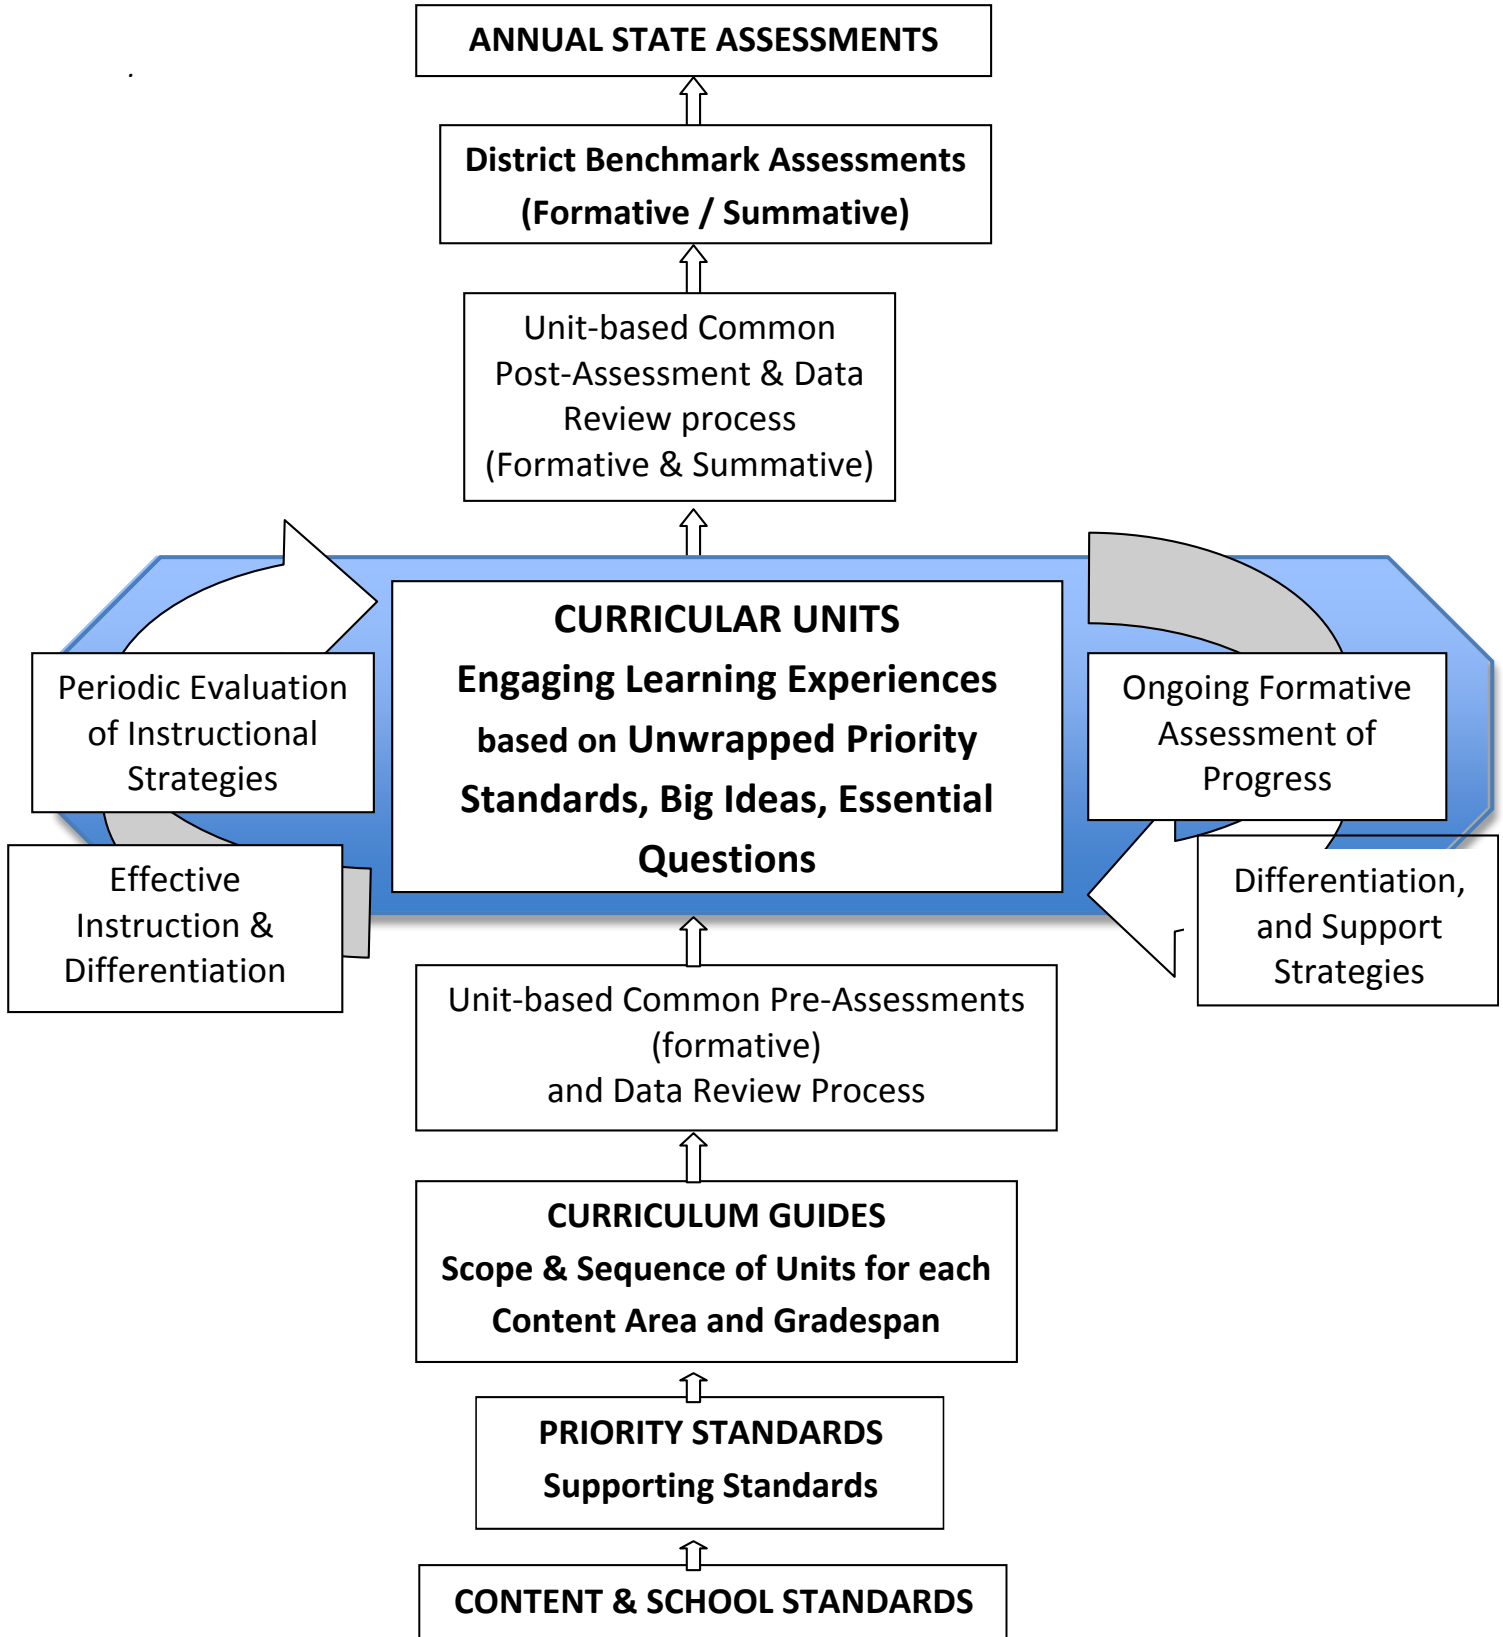 ANNUAL STATE ASSESSMENTS
.
District Benchmark Assessments
(Formative / Summative)
Unit-based Common
Post-Assessment & Data
Review process
(Formative & Summative)
CURRICULAR UNITS
Engaging Learning Experiences
based on Unwrapped Priority
Standards, Big Ideas, Essential
Questions
Periodic Evaluation
of Instructional
Strategies
Ongoing Formative
Assessment of
Progress
Effective
Instruction &
Differentiation
Differentiation,
and Support
Strategies
Unit-based Common Pre-Assessments
(formative)
and Data Review Process
CURRICULUM GUIDES
Scope & Sequence of Units for each
Content Area and Gradespan
PRIORITY STANDARDS
Supporting Standards
CONTENT & SCHOOL STANDARDS